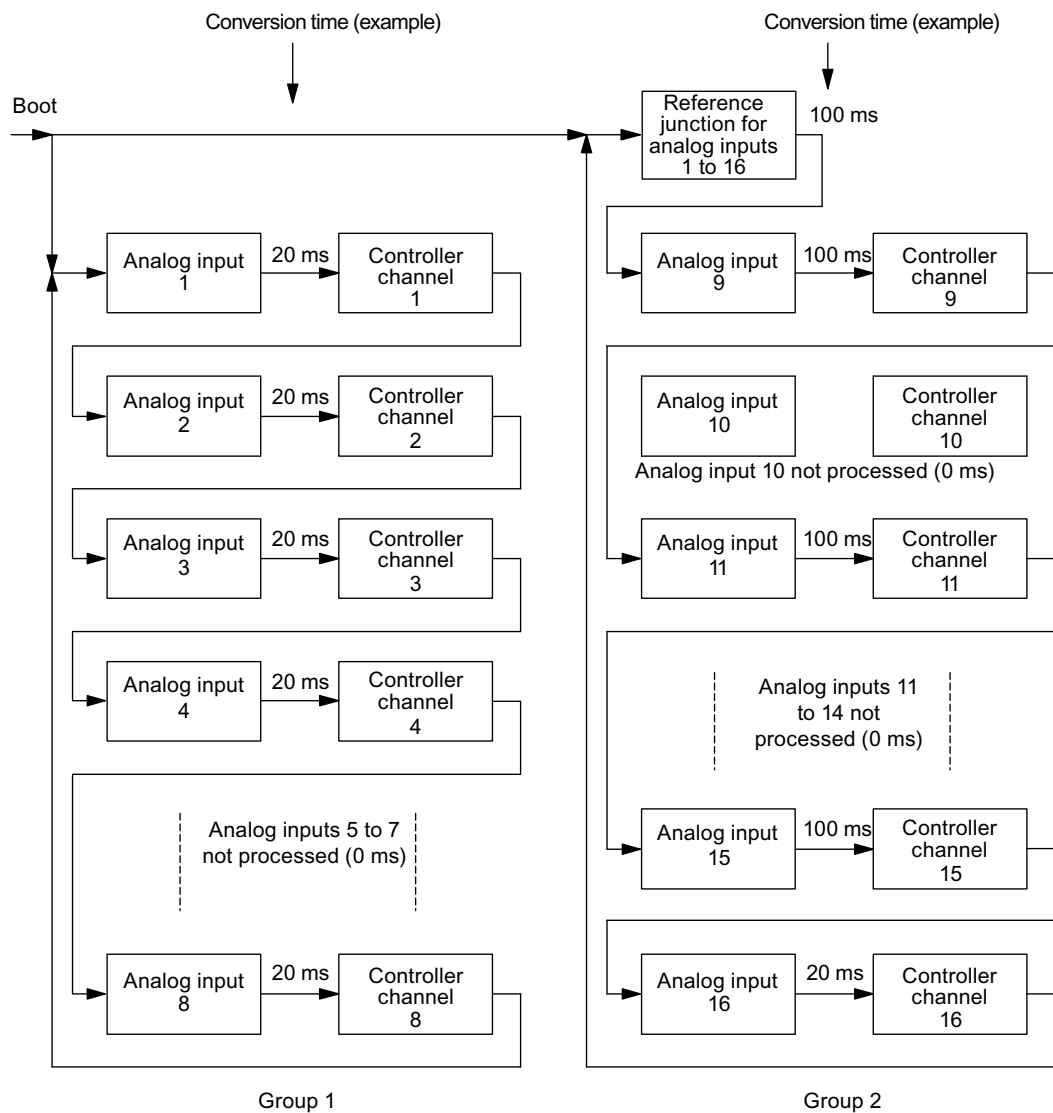 Conversion time (example)
Conversion time (example)
Boot
Reference
junction for
analog inputs
1 to 16
100 ms
Analog input
1
20 ms
Controller
channel
1
Analog input
9
100 ms
Controller
channel
9
Analog input
2
20 ms
Controller
channel
2
Analog input
10
Controller
channel
10
Analog input 10 not processed (0 ms)
Analog input
3
20 ms
Controller
channel
3
Analog input
11
100 ms
Controller
channel
11
Analog input
4
20 ms
Controller
channel
4
Analog inputs 11
to 14 not
processed (0 ms)
Analog inputs 5 to 7
not processed (0 ms)
Analog input
15
100 ms
Controller
channel
15
Analog input
8
20 ms
Controller
channel
8
Analog input
16
20 ms
Controller
channel
16
Group 1
Group 2